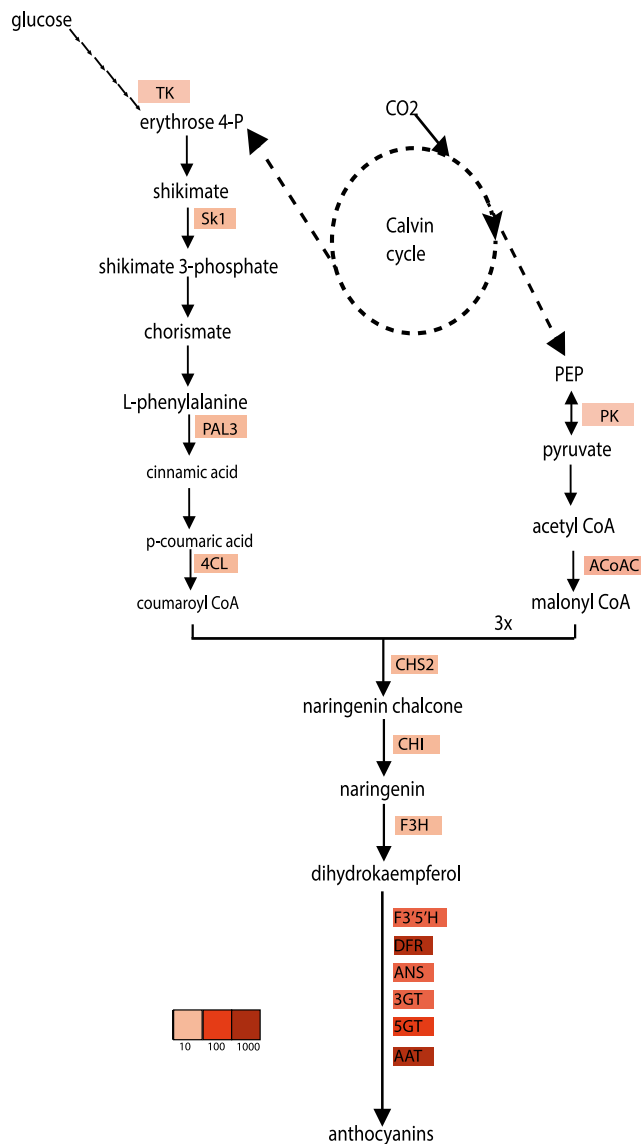 glucose
TK
erythrose 4-P
CO2
shikimate
Sk1
Calvin
cycle
shikimate 3-phosphate
chorismate
PEP
L-phenylalanine
PK
PAL3
pyruvate
cinnamic acid
acetyl CoA
p-coumaric acid
4CL
ACoAC
coumaroyl CoA
malonyl CoA
3x
CHS2
naringenin chalcone
CHI
naringenin
F3H
dihydrokaempferol
F3'5'H
DFR
ANS
3GT
5GT
AAT
10 100 1000
anthocyanins